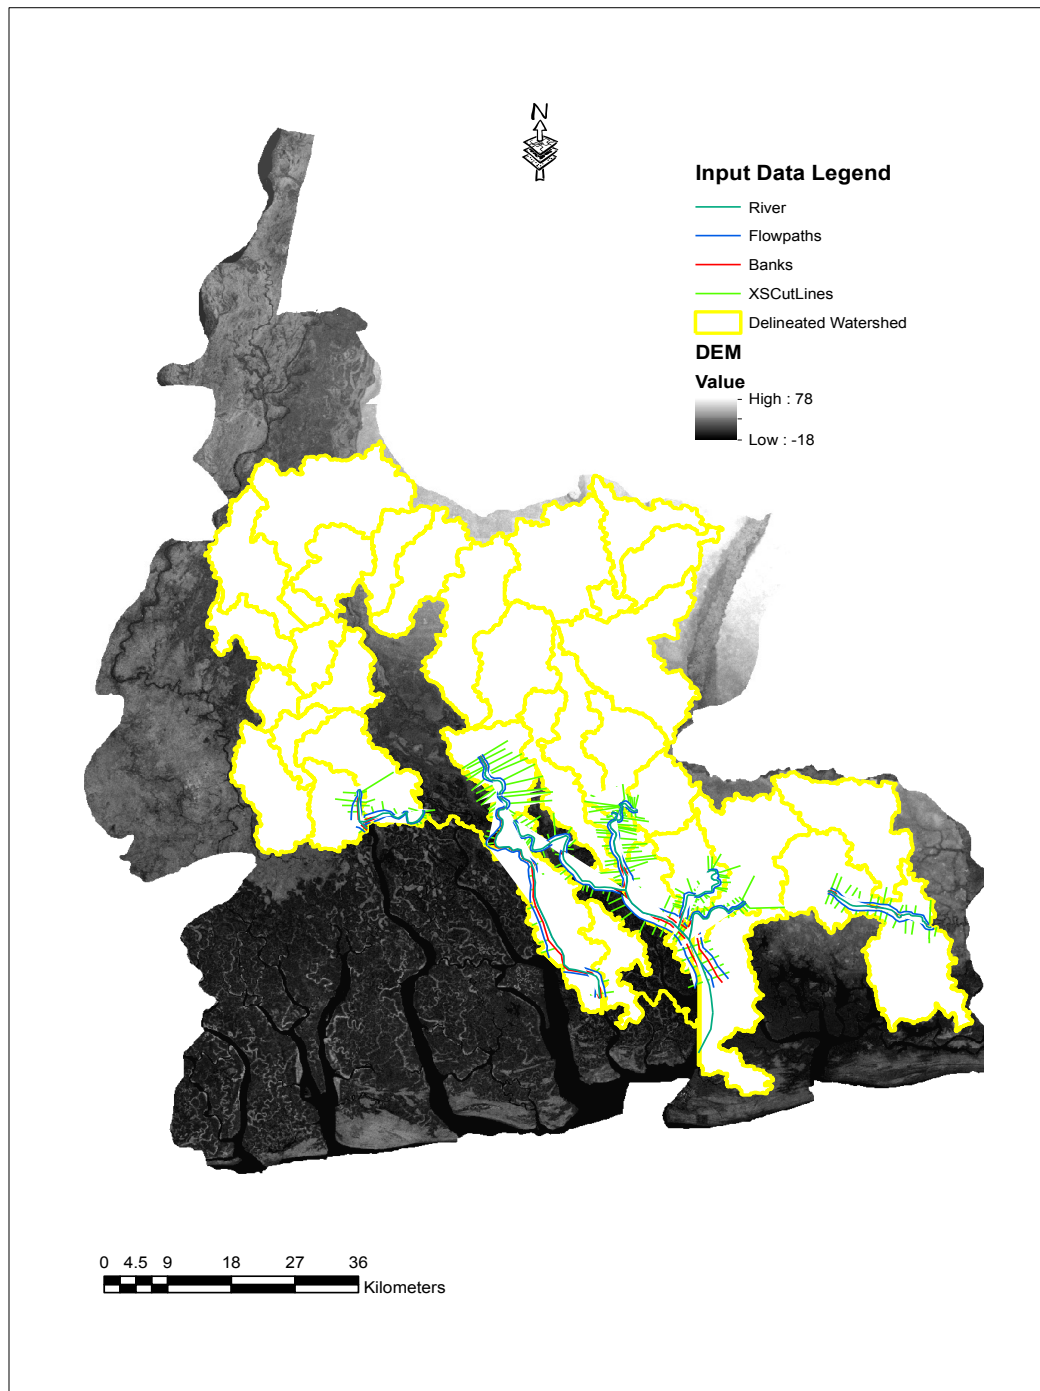 N
Input Data Legend
River
Flowpaths
Banks
XSCutLines
Delineated Watershed
DEM
Value
High : 78
Low : -18
0 4.5 9 18 27 36
Kilometers